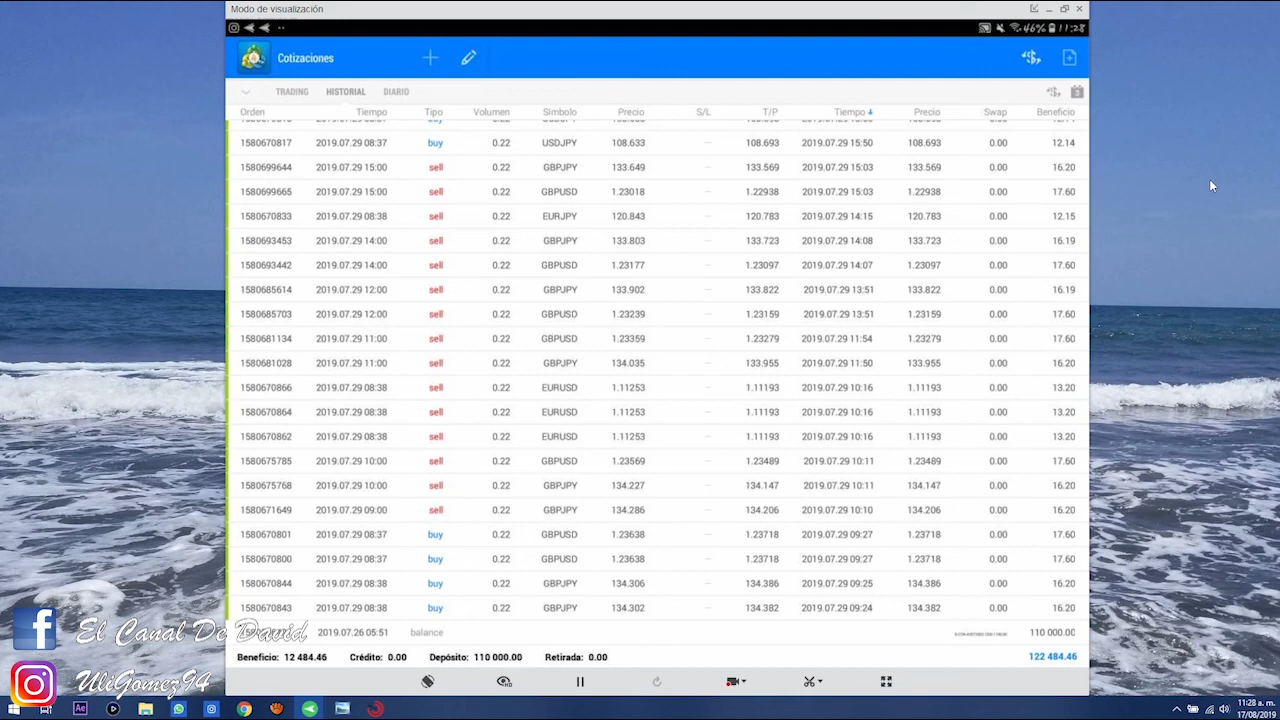 Modo de visualización
46% 11:28
Cotizaciones
TRADING HISTORIAL DIARIO
Orden Tiempo Tipo Volumen Símbolo Precio S/L T/P Tiempo Precio Swap Beneficio
1580670817 2019.07.29 08:37 buy 0.22 USDJPY 108.633 — 108.693 2019.07.29 15:50 108.693 0.00 12.14
1580699644 2019.07.29 15:00 sell 0.22 GBPJPY 133.649 — 133.569 2019.07.29 15:03 133.569 0.00 16.20
1580699665 2019.07.29 15:00 sell 0.22 GBPUSD 1.23018 — 1.22938 2019.07.29 15:03 1.22938 0.00 17.60
1580670833 2019.07.29 08:38 sell 0.22 EURJPY 120.843 — 120.783 2019.07.29 14:15 120.783 0.00 12.15
1580693453 2019.07.29 14:00 sell 0.22 GBPJPY 133.803 — 133.723 2019.07.29 14:08 133.723 0.00 16.19
1580693442 2019.07.29 14:00 sell 0.22 GBPUSD 1.23177 — 1.23097 2019.07.29 14:07 1.23097 0.00 17.60
1580685614 2019.07.29 12:00 sell 0.22 GBPJPY 133.902 — 133.822 2019.07.29 13:51 133.822 0.00 16.19
1580685703 2019.07.29 12:00 sell 0.22 GBPUSD 1.23239 — 1.23159 2019.07.29 13:51 1.23159 0.00 17.60
1580681134 2019.07.29 11:00 sell 0.22 GBPUSD 1.23359 — 1.23279 2019.07.29 11:54 1.23279 0.00 17.60
1580681028 2019.07.29 11:00 sell 0.22 GBPJPY 134.035 — 133.955 2019.07.29 11:50 133.955 0.00 16.20
1580670866 2019.07.29 08:38 sell 0.22 EURUSD 1.11253 — 1.11193 2019.07.29 10:16 1.11193 0.00 13.20
1580670864 2019.07.29 08:38 sell 0.22 EURUSD 1.11253 — 1.11193 2019.07.29 10:16 1.11193 0.00 13.20
1580670862 2019.07.29 08:38 sell 0.22 EURUSD 1.11253 — 1.11193 2019.07.29 10:16 1.11193 0.00 13.20
1580675785 2019.07.29 10:00 sell 0.22 GBPUSD 1.23569 — 1.23489 2019.07.29 10:11 1.23489 0.00 17.60
1580675768 2019.07.29 10:00 sell 0.22 GBPJPY 134.227 — 134.147 2019.07.29 10:11 134.147 0.00 16.20
1580671649 2019.07.29 09:00 sell 0.22 GBPJPY 134.286 — 134.206 2019.07.29 10:10 134.206 0.00 16.20
1580670801 2019.07.29 08:37 buy 0.22 GBPUSD 1.23638 — 1.23718 2019.07.29 09:27 1.23718 0.00 17.60
1580670800 2019.07.29 08:37 buy 0.22 GBPUSD 1.23638 — 1.23718 2019.07.29 09:27 1.23718 0.00 17.60
1580670844 2019.07.29 08:38 buy 0.22 GBPJPY 134.306 — 134.386 2019.07.29 09:25 134.386 0.00 16.20
1580670843 2019.07.29 08:38 buy 0.22 GBPJPY 134.302 — 134.382 2019.07.29 09:24 134.382 0.00 16.20
2019.07.26 05:51 balance 110 000.00
El Canal De David
Beneficio: 12 484.46 Crédito: 0.00 Depósito: 110 000.00 Retirada: 0.00 122 484.46
UliGomez94
11:28 a. m.
17/08/2019